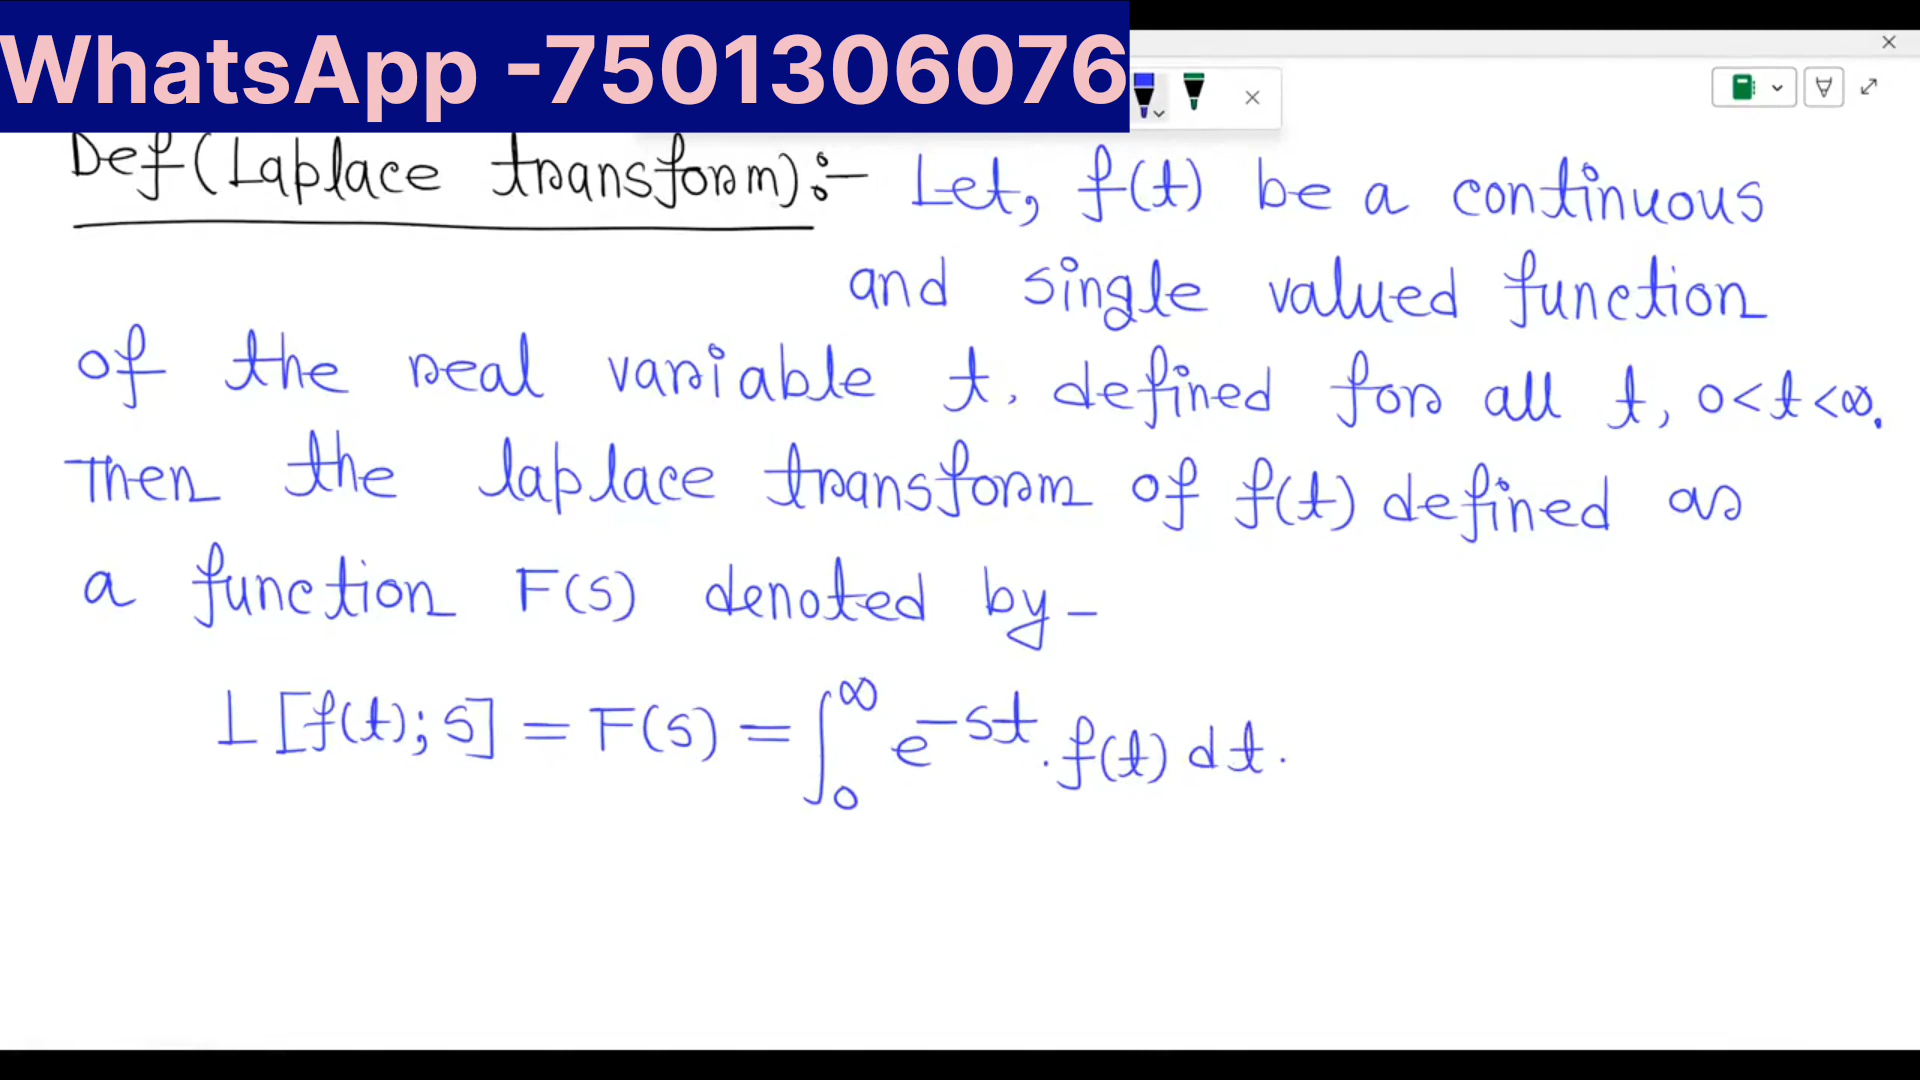 WhatsApp -7501306076
Def(Laplace transform):- Let, f(t) be a continuous
and single valued function
of the real variable t. defined for all t, 0<t<∞.
Then the laplace transform of f(t) defined as
a function F(s) denoted by-
L[f(t);s] = F(s) = ∫₀^∞ e^{-st}. f(t) dt.